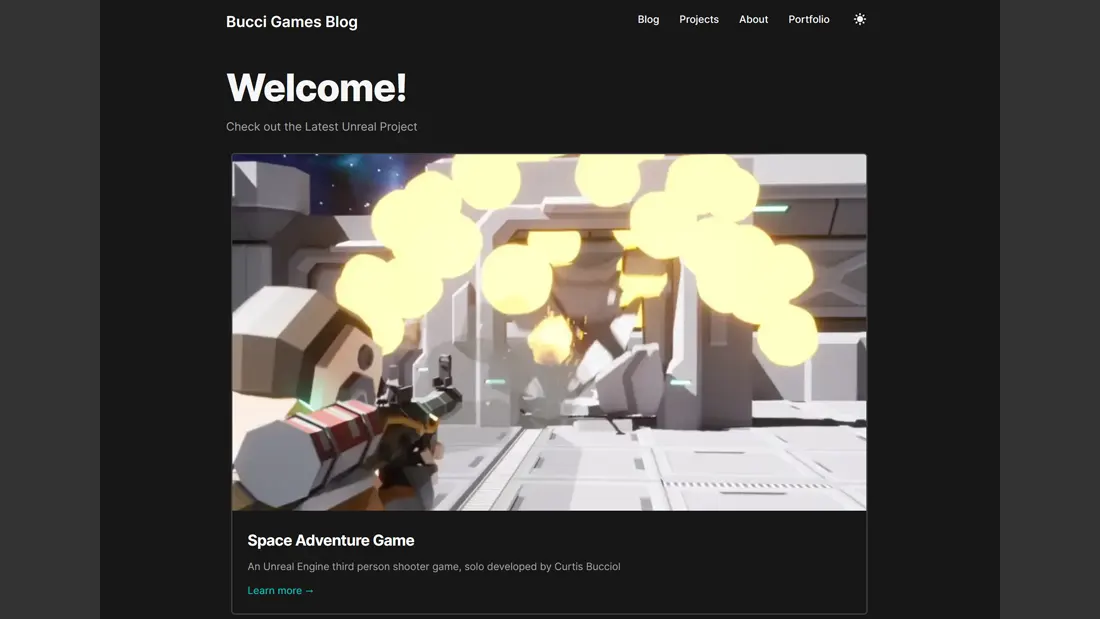 Bucci Games Blog
Blog Projects About Portfolio
Welcome!
Check out the Latest Unreal Project
Space Adventure Game
An Unreal Engine third person shooter game, solo developed by Curtis Bucciol
Learn more →